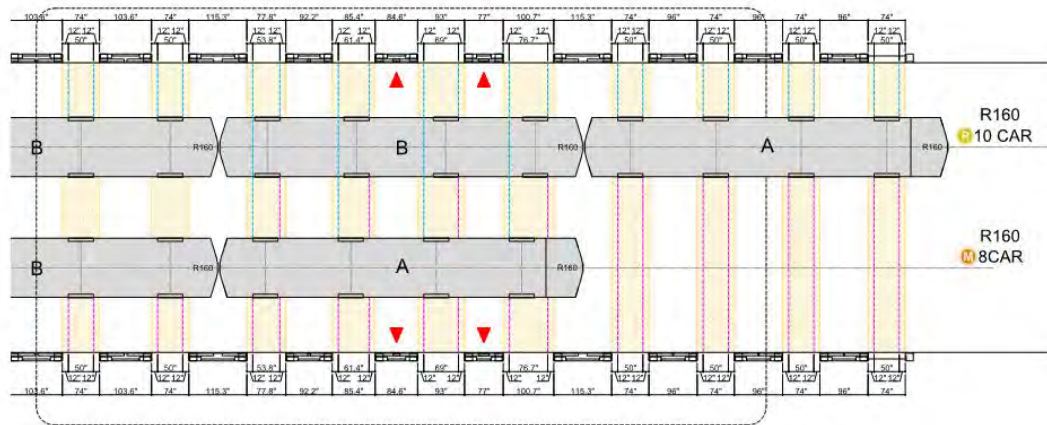 103.6" 74" 103.6" 74" 115.3" 77.8" 92.2" 85.4" 84.6" 93" 77" 100.7" 115.3" 74" 96" 74" 96" 74" 96" 74"
12" 12" 12" 12" 12" 12" 12" 12" 12" 12" 12" 12" 12" 12" 12" 12" 12" 12" 12" 12"
50" 50" 53.8" 61.4" 69" 76.7" 50" 50" 50" 50"
R160
R 10 CAR
B R160 B R160 A
R160
M 8CAR
B R160 A R160
50" 50" 53.8" 61.4" 69" 76.7" 50" 50" 50" 50"
12" 12" 12" 12" 12" 12" 12" 12" 12" 12" 12" 12" 12" 12" 12" 12" 12" 12" 12" 12"
103.6" 74" 103.6" 74" 115.3" 77.8" 92.2" 85.4" 84.6" 93" 77" 100.7" 115.3" 74" 96" 74" 96" 74" 96" 74"